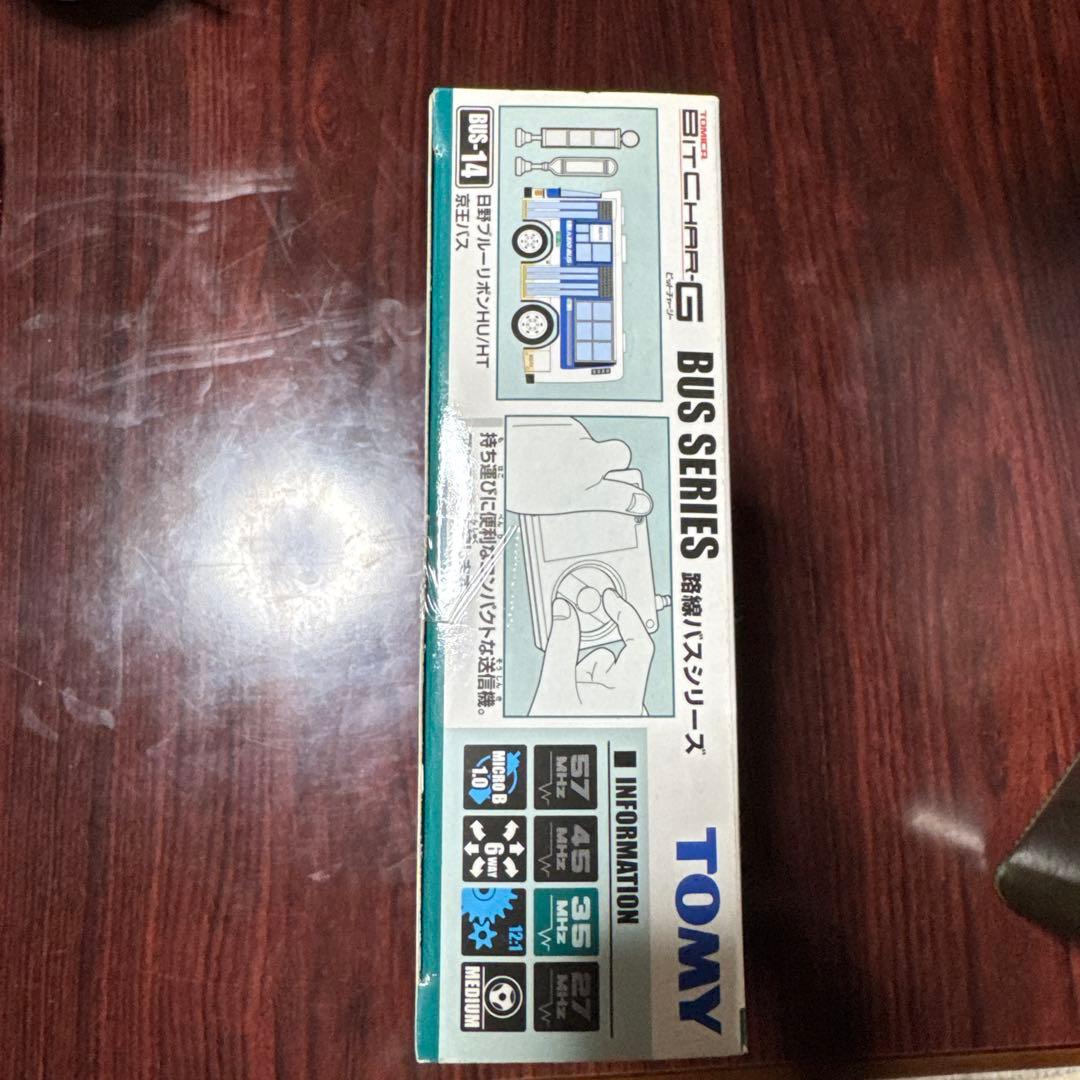 TOMICA
BIT CHAR-G
ビットチャージー
BUS SERIES 路線バスシリーズ
TOMY
BUS-14
日野ブルーリボンHU/HT
京王バス
持ち運びに便利なコンパクトな送信機。
INFORMATION
57 MHz
45 MHz
35 MHz
27 MHz
MICRO B 1.0
6 WAY
12:1
MEDIUM